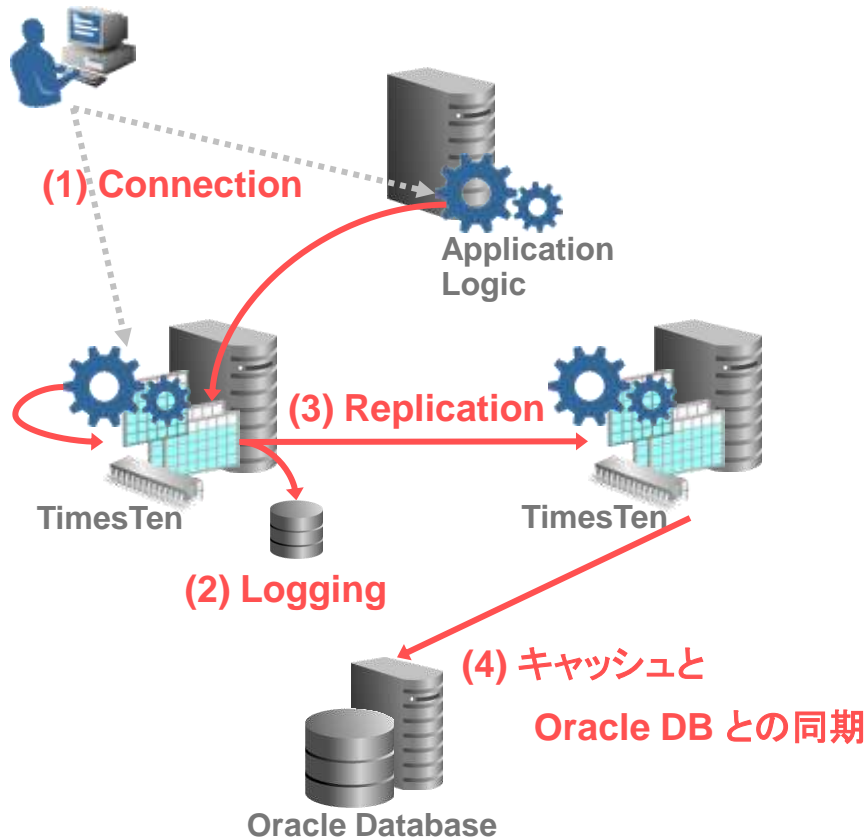 (1) Connection
Application
Logic
(3) Replication
TimesTen
TimesTen
(2) Logging
(4) キャッシュと
Oracle DB との同期
Oracle Database